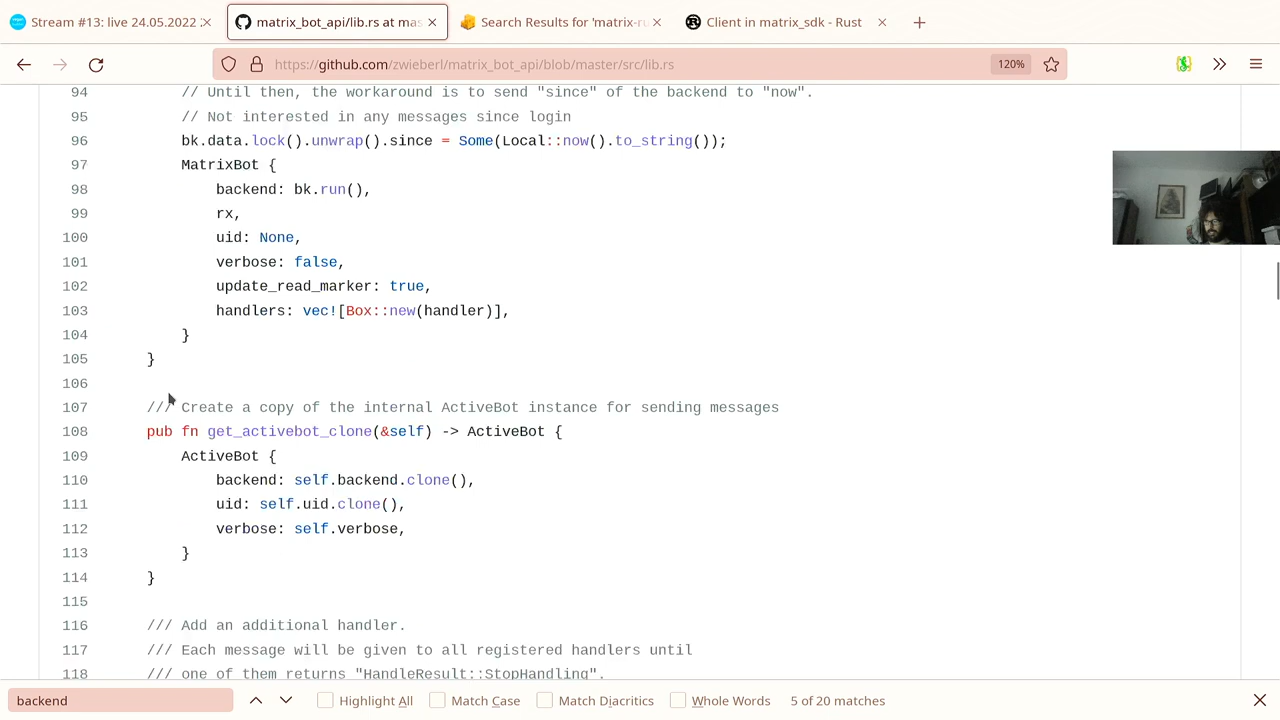 Stream #13: live 24.05.2022
matrix_bot_api/lib.rs at mas
Search Results for 'matrix-ru
Client in matrix_sdk - Rust
https://github.com/zwieberl/matrix_bot_api/blob/master/src/lib.rs
120%
94 // Until then, the workaround is to send "since" of the backend to "now".
95 // Not interested in any messages since login
96 bk.data.lock().unwrap().since = Some(Local::now().to_string());
97 MatrixBot {
98 backend: bk.run(),
99 rx,
100 uid: None,
101 verbose: false,
102 update_read_marker: true,
103 handlers: vec![Box::new(handler)],
104 }
105 }
106
107 /// Create a copy of the internal ActiveBot instance for sending messages
108 pub fn get_activebot_clone(&self) -> ActiveBot {
109 ActiveBot {
110 backend: self.backend.clone(),
111 uid: self.uid.clone(),
112 verbose: self.verbose,
113 }
114 }
115
116 /// Add an additional handler.
117 /// Each message will be given to all registered handlers until
118 /// one of them returns "HandleResult::StopHandling".
backend
Highlight All
Match Case
Match Diacritics
Whole Words
5 of 20 matches